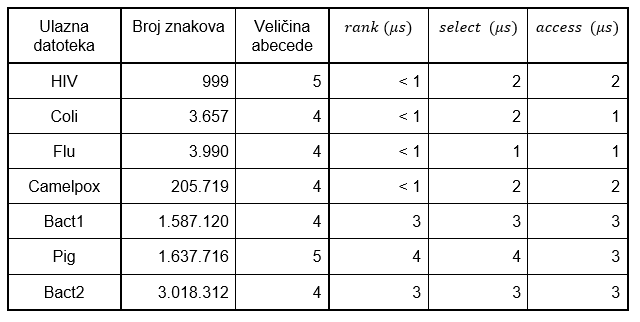 Ulazna datoteka Broj znakova Veličina abecede rank (μs) select (μs) access (μs)
HIV 999 5 < 1 2 2
Coli 3.657 4 < 1 2 1
Flu 3.990 4 < 1 1 1
Camelpox 205.719 4 < 1 2 2
Bact1 1.587.120 4 3 3 3
Pig 1.637.716 5 4 4 3
Bact2 3.018.312 4 3 3 3